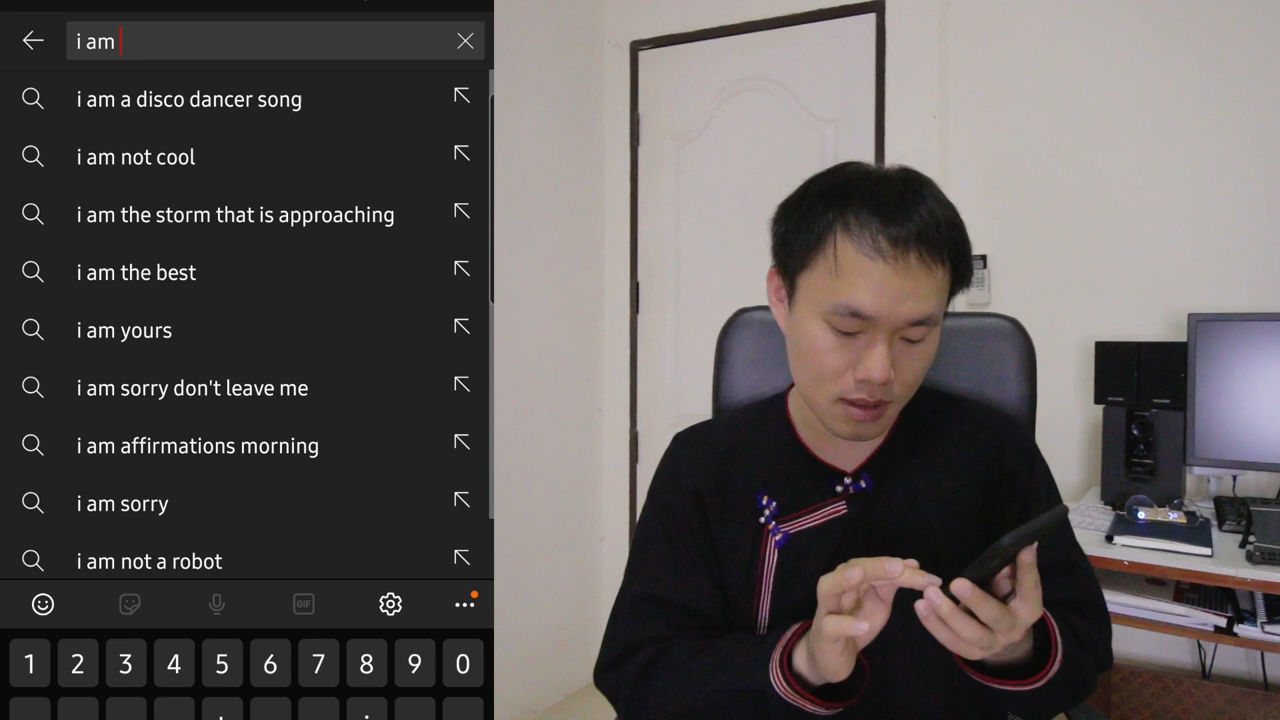 i am
i am a disco dancer song
i am not cool
i am the storm that is approaching
i am the best
i am yours
i am sorry don't leave me
i am affirmations morning
i am sorry
i am not a robot
GIF
1 2 3 4 5 6 7 8 9 0